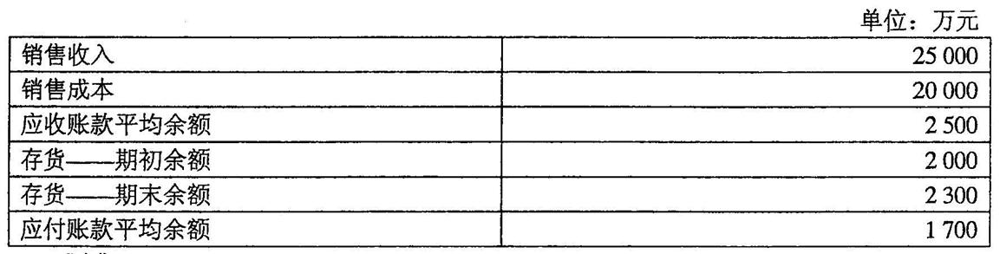 单位：万元
销售收入 25 000
销售成本 20 000
应收账款平均余额 2 500
存货——期初余额 2 000
存货——期末余额 2 300
应付账款平均余额 1 700